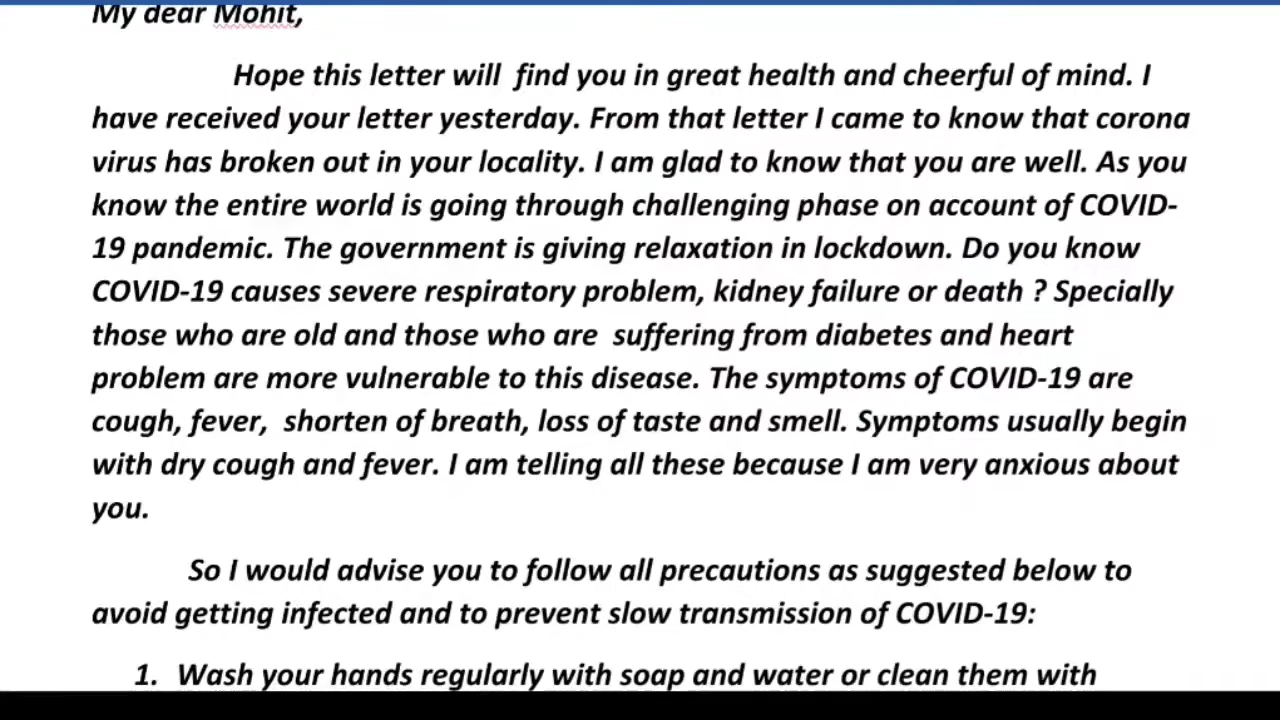 My dear Mohit,
Hope this letter will find you in great health and cheerful of mind. I
have received your letter yesterday. From that letter I came to know that corona
virus has broken out in your locality. I am glad to know that you are well. As you
know the entire world is going through challenging phase on account of COVID-
19 pandemic. The government is giving relaxation in lockdown. Do you know
COVID-19 causes severe respiratory problem, kidney failure or death ? Specially
those who are old and those who are suffering from diabetes and heart
problem are more vulnerable to this disease. The symptoms of COVID-19 are
cough, fever, shorten of breath, loss of taste and smell. Symptoms usually begin
with dry cough and fever. I am telling all these because I am very anxious about
you.
So I would advise you to follow all precautions as suggested below to
avoid getting infected and to prevent slow transmission of COVID-19:
1. Wash your hands regularly with soap and water or clean them with